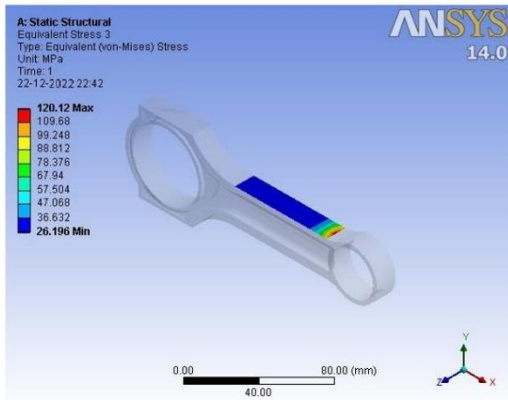 A: Static Structural
Equivalent Stress 3
Type: Equivalent (von-Mises) Stress
Unit: MPa
Time: 1
22-12-2022 22:42
120.12 Max
109.68
99.248
88.812
78.376
67.94
57.504
47.068
36.632
26.196 Min
ANSYS
14.0
0.00 80.00 (mm)
40.00
Y
Z X